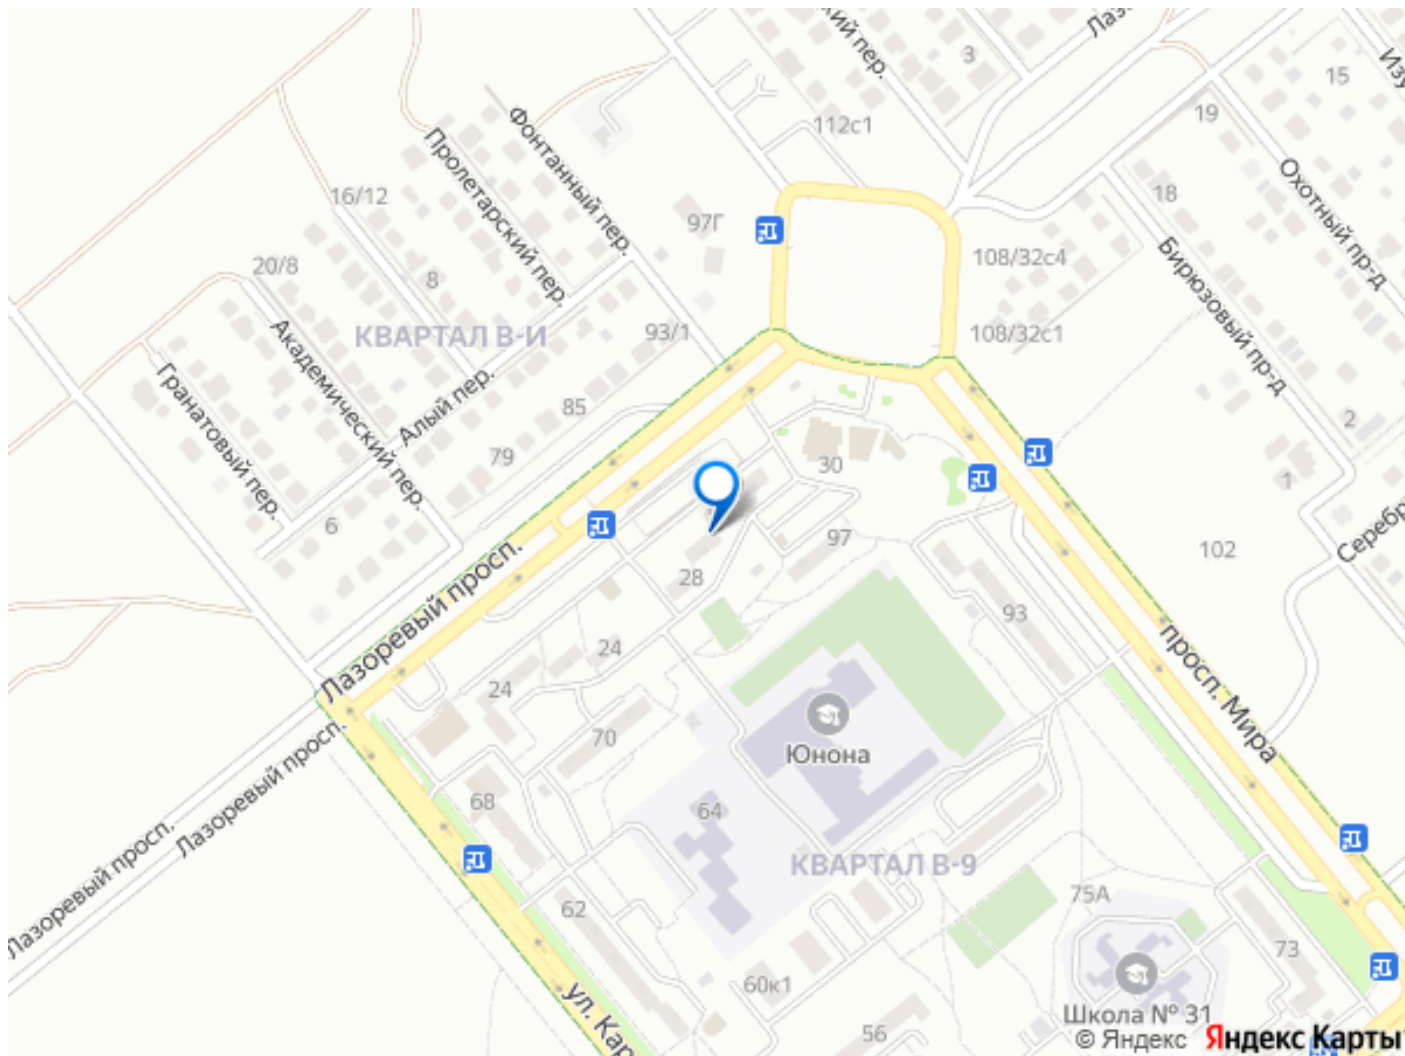 Лаз
ский пер.
3
Изу
15
112с1
19
Фонтанный пер.
Пролетарский пер.
16/12
97Г
18
Охотный пр-д
20/8
8
108/32с4
Бирюзовый пр-д
КВАРТАЛ В-И
93/1
108/32с1
Академический пер.
Гранатовый пер.
Алый пер.
85
2
79
30
1
6
97
102
Серебр
Лазоревый просп.
28
93
24
24
просп. Мира
70
Юнона
Лазоревый просп.
68
64
Лазоревый просп.
КВАРТАЛ В-9
75А
62
73
60к1
ул. Кар
56
Школа № 31
© Яндекс Яндекс Карты